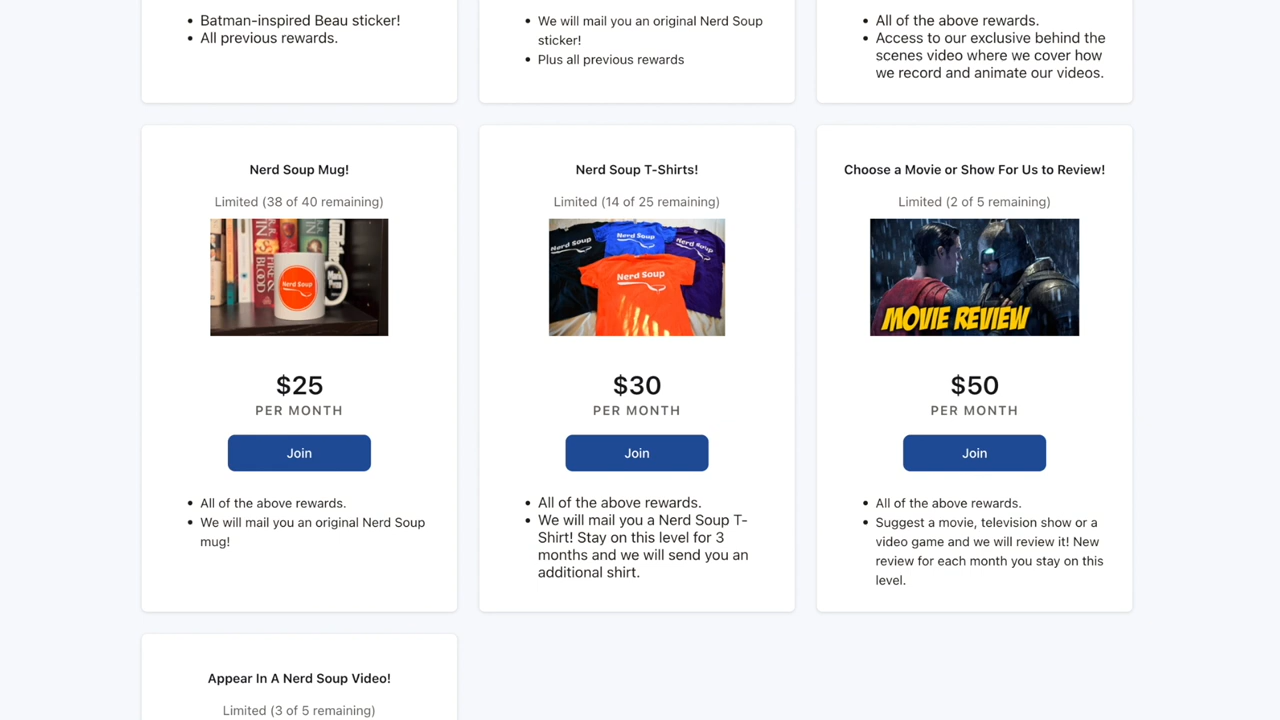 Batman-inspired Beau sticker!
All previous rewards.
We will mail you an original Nerd Soup
sticker!
Plus all previous rewards
All of the above rewards.
Access to our exclusive behind the
scenes video where we cover how
we record and animate our videos.
Nerd Soup Mug!
Limited (38 of 40 remaining)
FIRE &
BLOOD
Nerd Soup
$25
PER MONTH
Join
All of the above rewards.
We will mail you an original Nerd Soup
mug!
Nerd Soup T-Shirts!
Limited (14 of 25 remaining)
Nerd Soup
Nerd Soup
Nerd Soup
Nerd Soup
$30
PER MONTH
Join
All of the above rewards.
We will mail you a Nerd Soup T-
Shirt! Stay on this level for 3
months and we will send you an
additional shirt.
Choose a Movie or Show For Us to Review!
Limited (2 of 5 remaining)
MOVIE REVIEW
$50
PER MONTH
Join
All of the above rewards.
Suggest a movie, television show or a
video game and we will review it! New
review for each month you stay on this
level.
Appear In A Nerd Soup Video!
Limited (3 of 5 remaining)